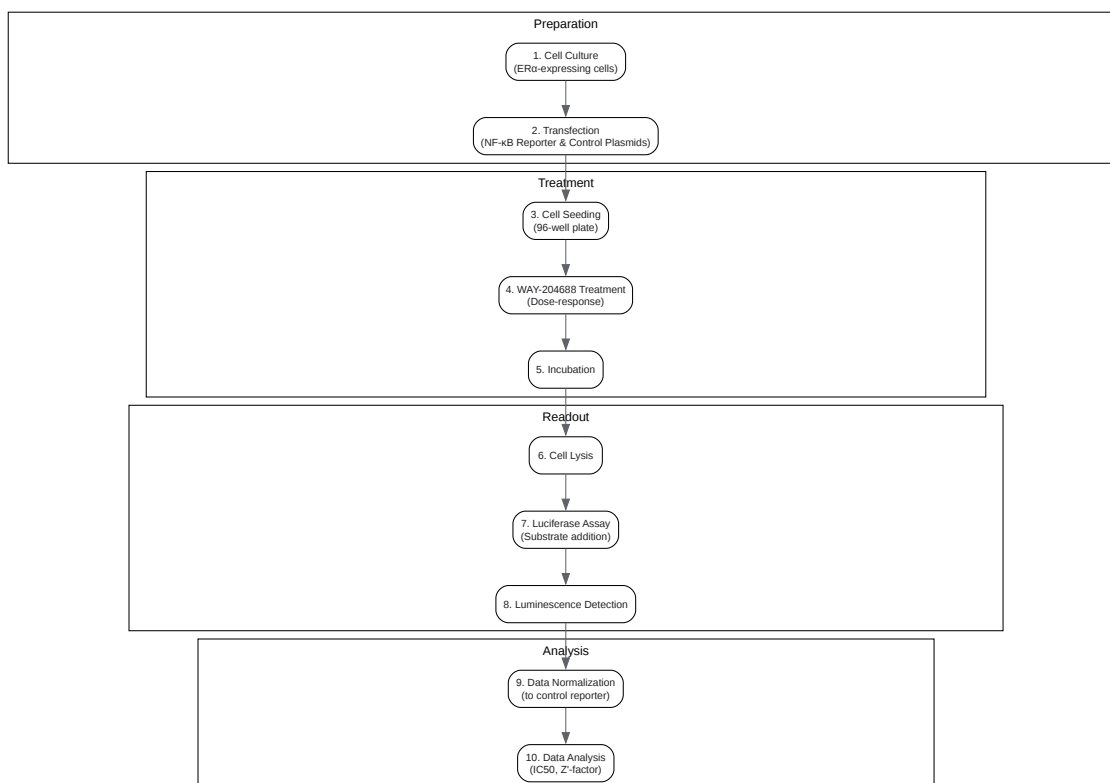 Preparation
1. Cell Culture
(ERα-expressing cells)
2. Transfection
(NF-κB Reporter & Control Plasmids)
Treatment
3. Cell Seeding
(96-well plate)
4. WAY-204688 Treatment
(Dose-response)
5. Incubation
Readout
6. Cell Lysis
7. Luciferase Assay
(Substrate addition)
8. Luminescence Detection
Analysis
9. Data Normalization
(to control reporter)
10. Data Analysis
(IC50, Z'-factor)